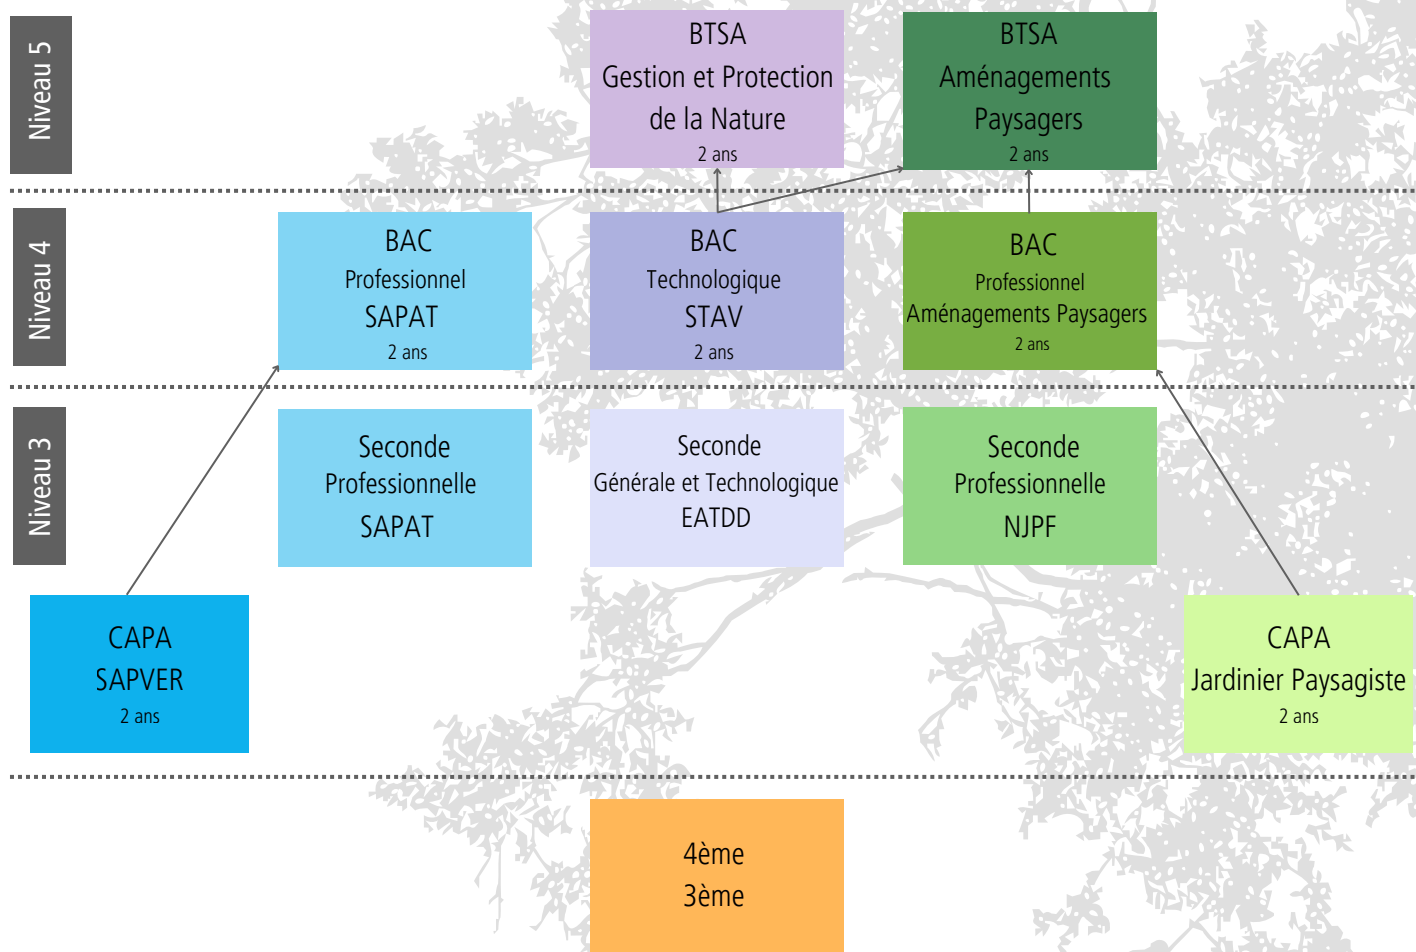 Niveau 5
BTSA
Gestion et Protection
de la Nature
2 ans
BTSA
Aménagements
Paysagers
2 ans
Niveau 4
BAC
Professionnel
SAPAT
2 ans
BAC
Technologique
STAV
2 ans
BAC
Professionnel
Aménagements Paysagers
2 ans
Niveau 3
Seconde
Professionnelle
SAPAT
Seconde
Générale et Technologique
EATDD
Seconde
Professionnelle
NJPF
CAPA
SAPVER
2 ans
CAPA
Jardinier Paysagiste
2 ans
4ème
3ème